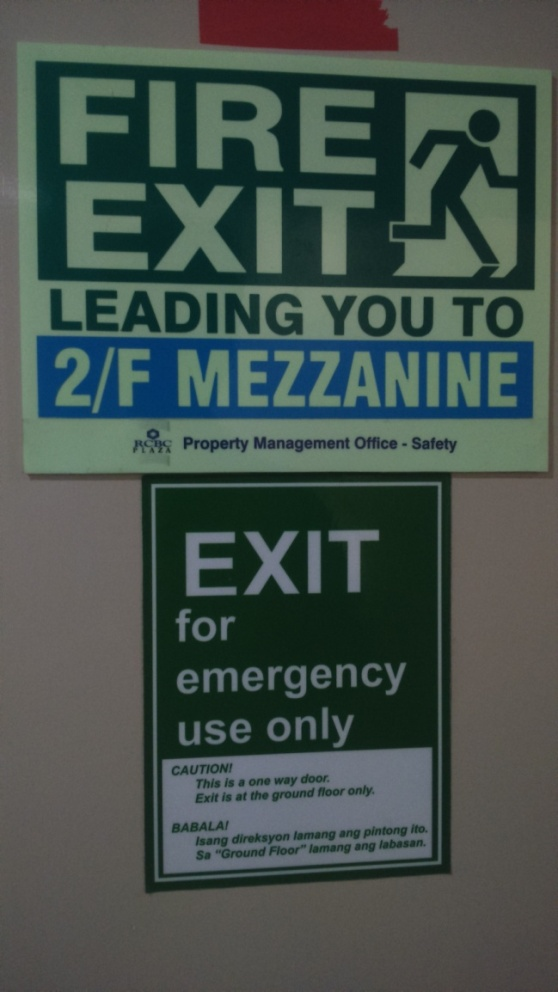 FIRE
EXIT
LEADING YOU TO
2/F MEZZANINE
RCBC
PLAZA
Property Management Office - Safety
EXIT
for
emergency
use only
CAUTION!
This is a one way door.
Exit is at the ground floor only.
BABALA!
Isang direksyon lamang ang pintong ito.
Sa "Ground Floor" lamang ang labasan.